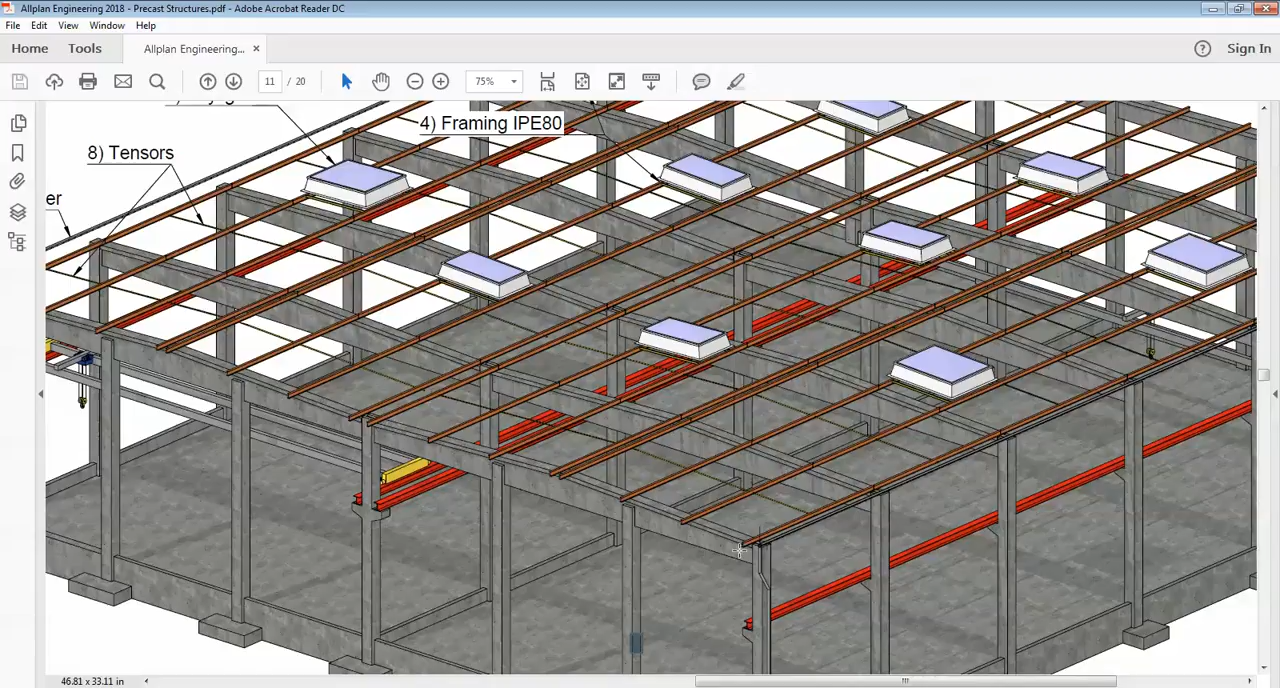 Allplan Engineering 2018 - Precast Structures.pdf - Adobe Acrobat Reader DC
File Edit View Window Help
Home Tools Allplan Engineering... × ? Sign In
11 / 20 75%
4) Framing IPE80
8) Tensors
er
46.81 x 33.11 in